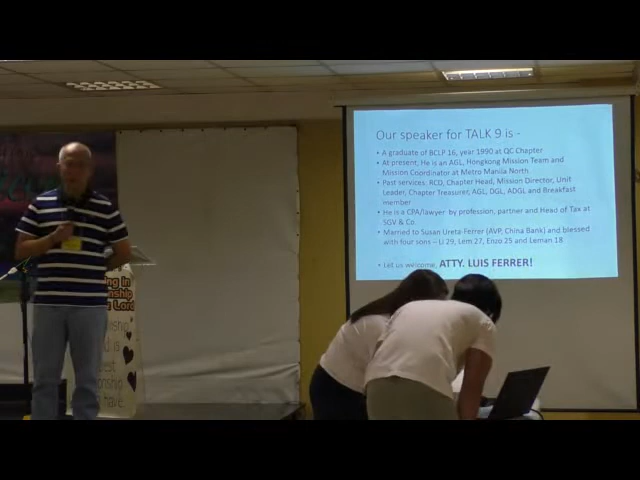 Our speaker for TALK 9 is -
• A graduate of BCLP 16, year 1990 at QC Chapter
• At present, He is an AGL, Hongkong Mission Team and
Mission Coordinator at Metro Manila North
• Past services: RCO, Chapter Head, Mission Director, Unit
Leader, Chapter Treasurer, AGL, DGL, ADGL and Breakfast
member
• He is a CPA/lawyer by profession, partner and Head of Tax at
SGV & Co.
• Married to Susan Ureta-Ferrer (AVP, China Bank) and blessed
with four sons – Li 29, Lem 27, Enzo 25 and Leman 18
• Let us welcome, ATTY. LUIS FERRER!
Lord
have.